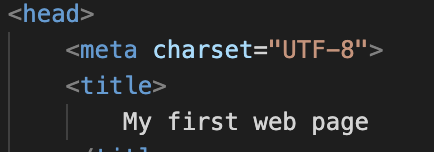 <head>
<meta charset="UTF-8">
<title>
My first web page